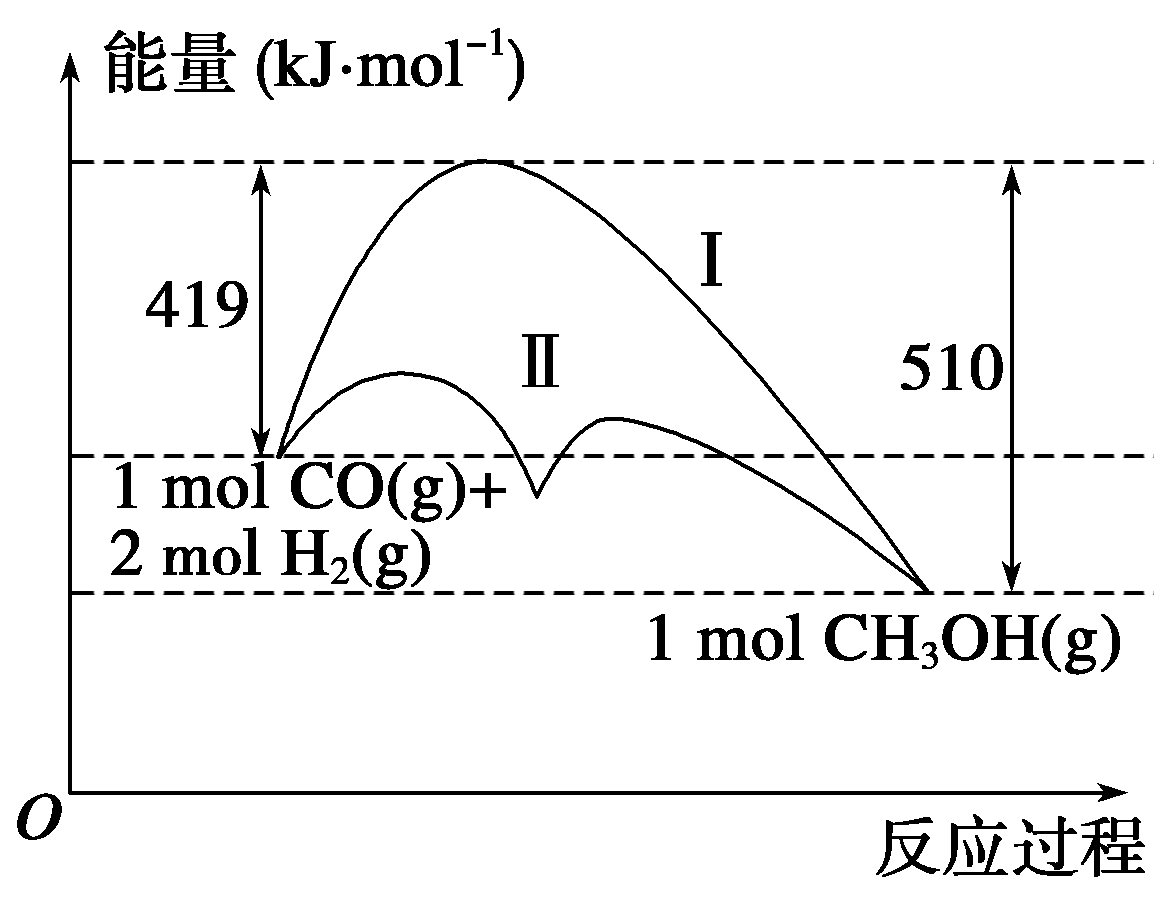 能量 (kJ·mol⁻¹)
419
Ⅰ
Ⅱ
510
1 mol CO(g)+
2 mol H₂(g)
1 mol CH₃OH(g)
O
反应过程